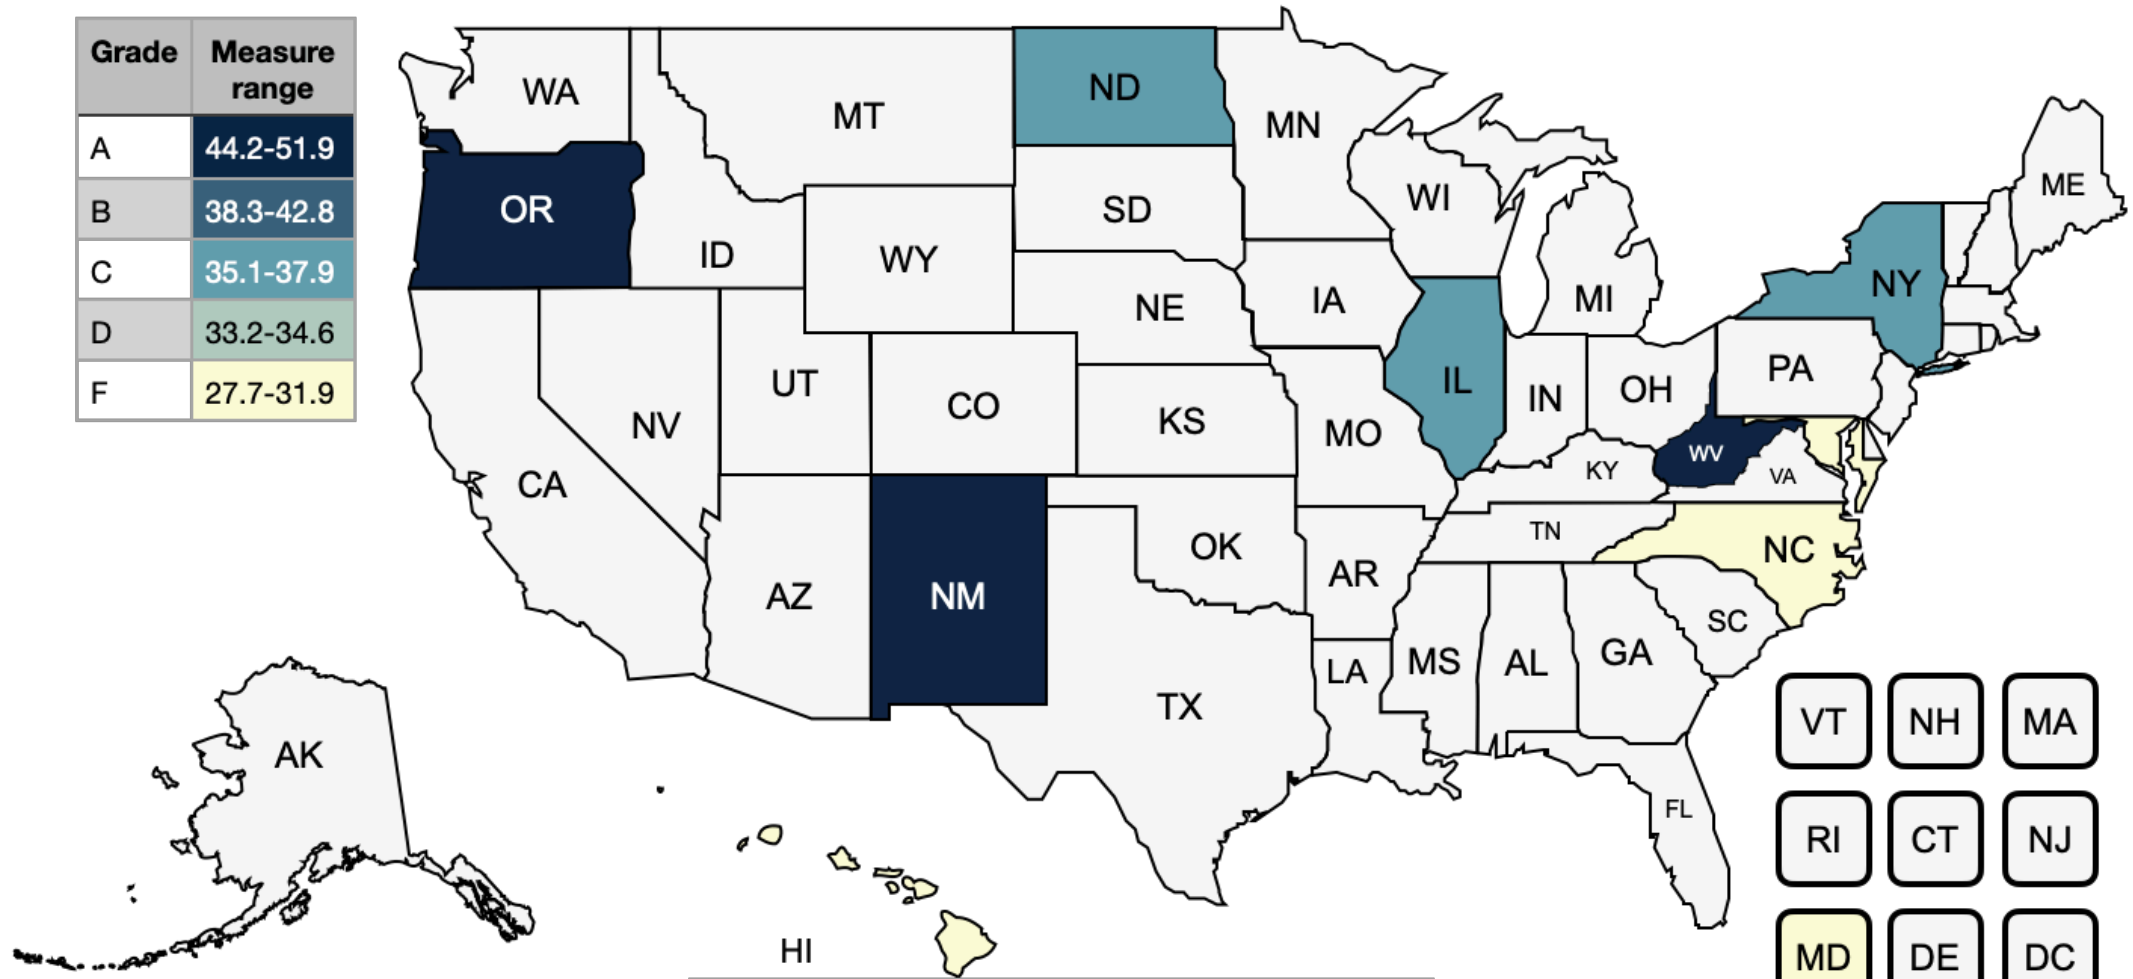 Grade Measure range
A 44.2-51.9
B 38.3-42.8
C 35.1-37.9
D 33.2-34.6
F 27.7-31.9
WA
MT
ND
MN
ME
OR
ID
WY
SD
WI
NY
MI
NE
IA
PA
NV
UT
CO
KS
MO
IL
IN
OH
CA
KY
WV
VA
TN
NC
AZ
NM
OK
AR
SC
TX
LA
MS
AL
GA
FL
AK
HI
VT NH MA
RI CT NJ
MD DE DC